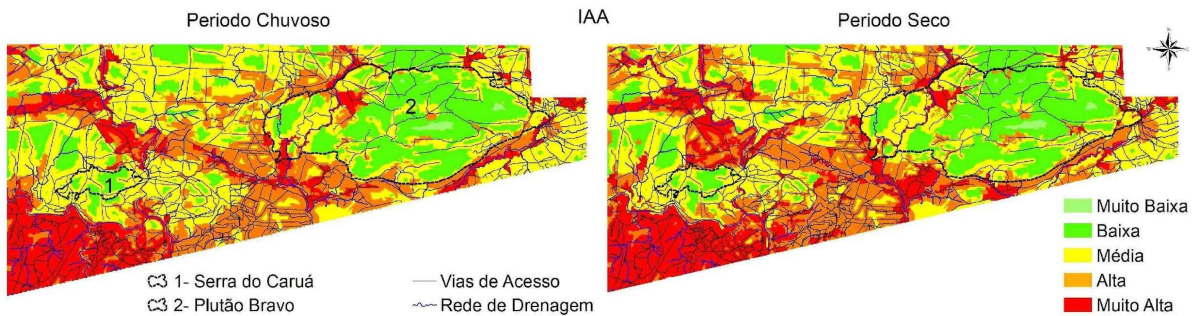 Periodo Chuvoso
IAA
Periodo Seco
2
1
Muito Baixa
Baixa
Média
Alta
Muito Alta
1- Serra do Caruá
2- Plutão Bravo
Vias de Acesso
Rede de Drenagem